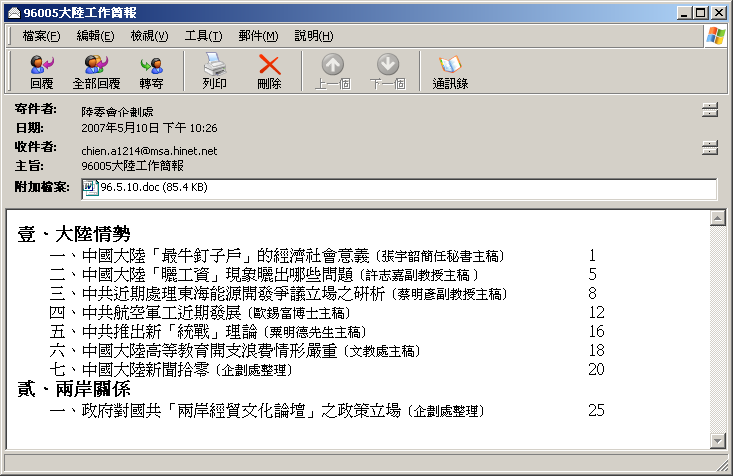 96005大陸工作簡報
檔案(F) 編輯(E) 檢視(V) 工具(T) 郵件(M) 說明(H)
回覆 全部回覆 轉寄 列印 刪除 上一個 下一個 通訊錄
寄件者: 陸委會企劃處
日期: 2007年5月10日 下午 10:26
收件者: chien.a1214@msa.hinet.net
主旨: 96005大陸工作簡報
附加檔案: 96.5.10.doc (85.4 KB)
壹、大陸情勢
一、中國大陸「最牛釘子戶」的經濟社會意義〔張宇韶簡任秘書主稿〕 1
二、中國大陸「曬工資」現象曬出哪些問題〔許志嘉副教授主稿〕 5
三、中共近期處理東海能源開發爭議立場之研析〔蔡明彥副教授主稿〕 8
四、中共航空軍工近期發展〔歐錫富博士主稿〕 12
五、中共推出新「統戰」理論〔粟明德先生主稿〕 16
六、中國大陸高等教育開支浪費情形嚴重〔文教處主稿〕 18
七、中國大陸新聞拾零〔企劃處整理〕 20
貳、兩岸關係
一、政府對國共「兩岸經貿文化論壇」之政策立場〔企劃處整理〕 25